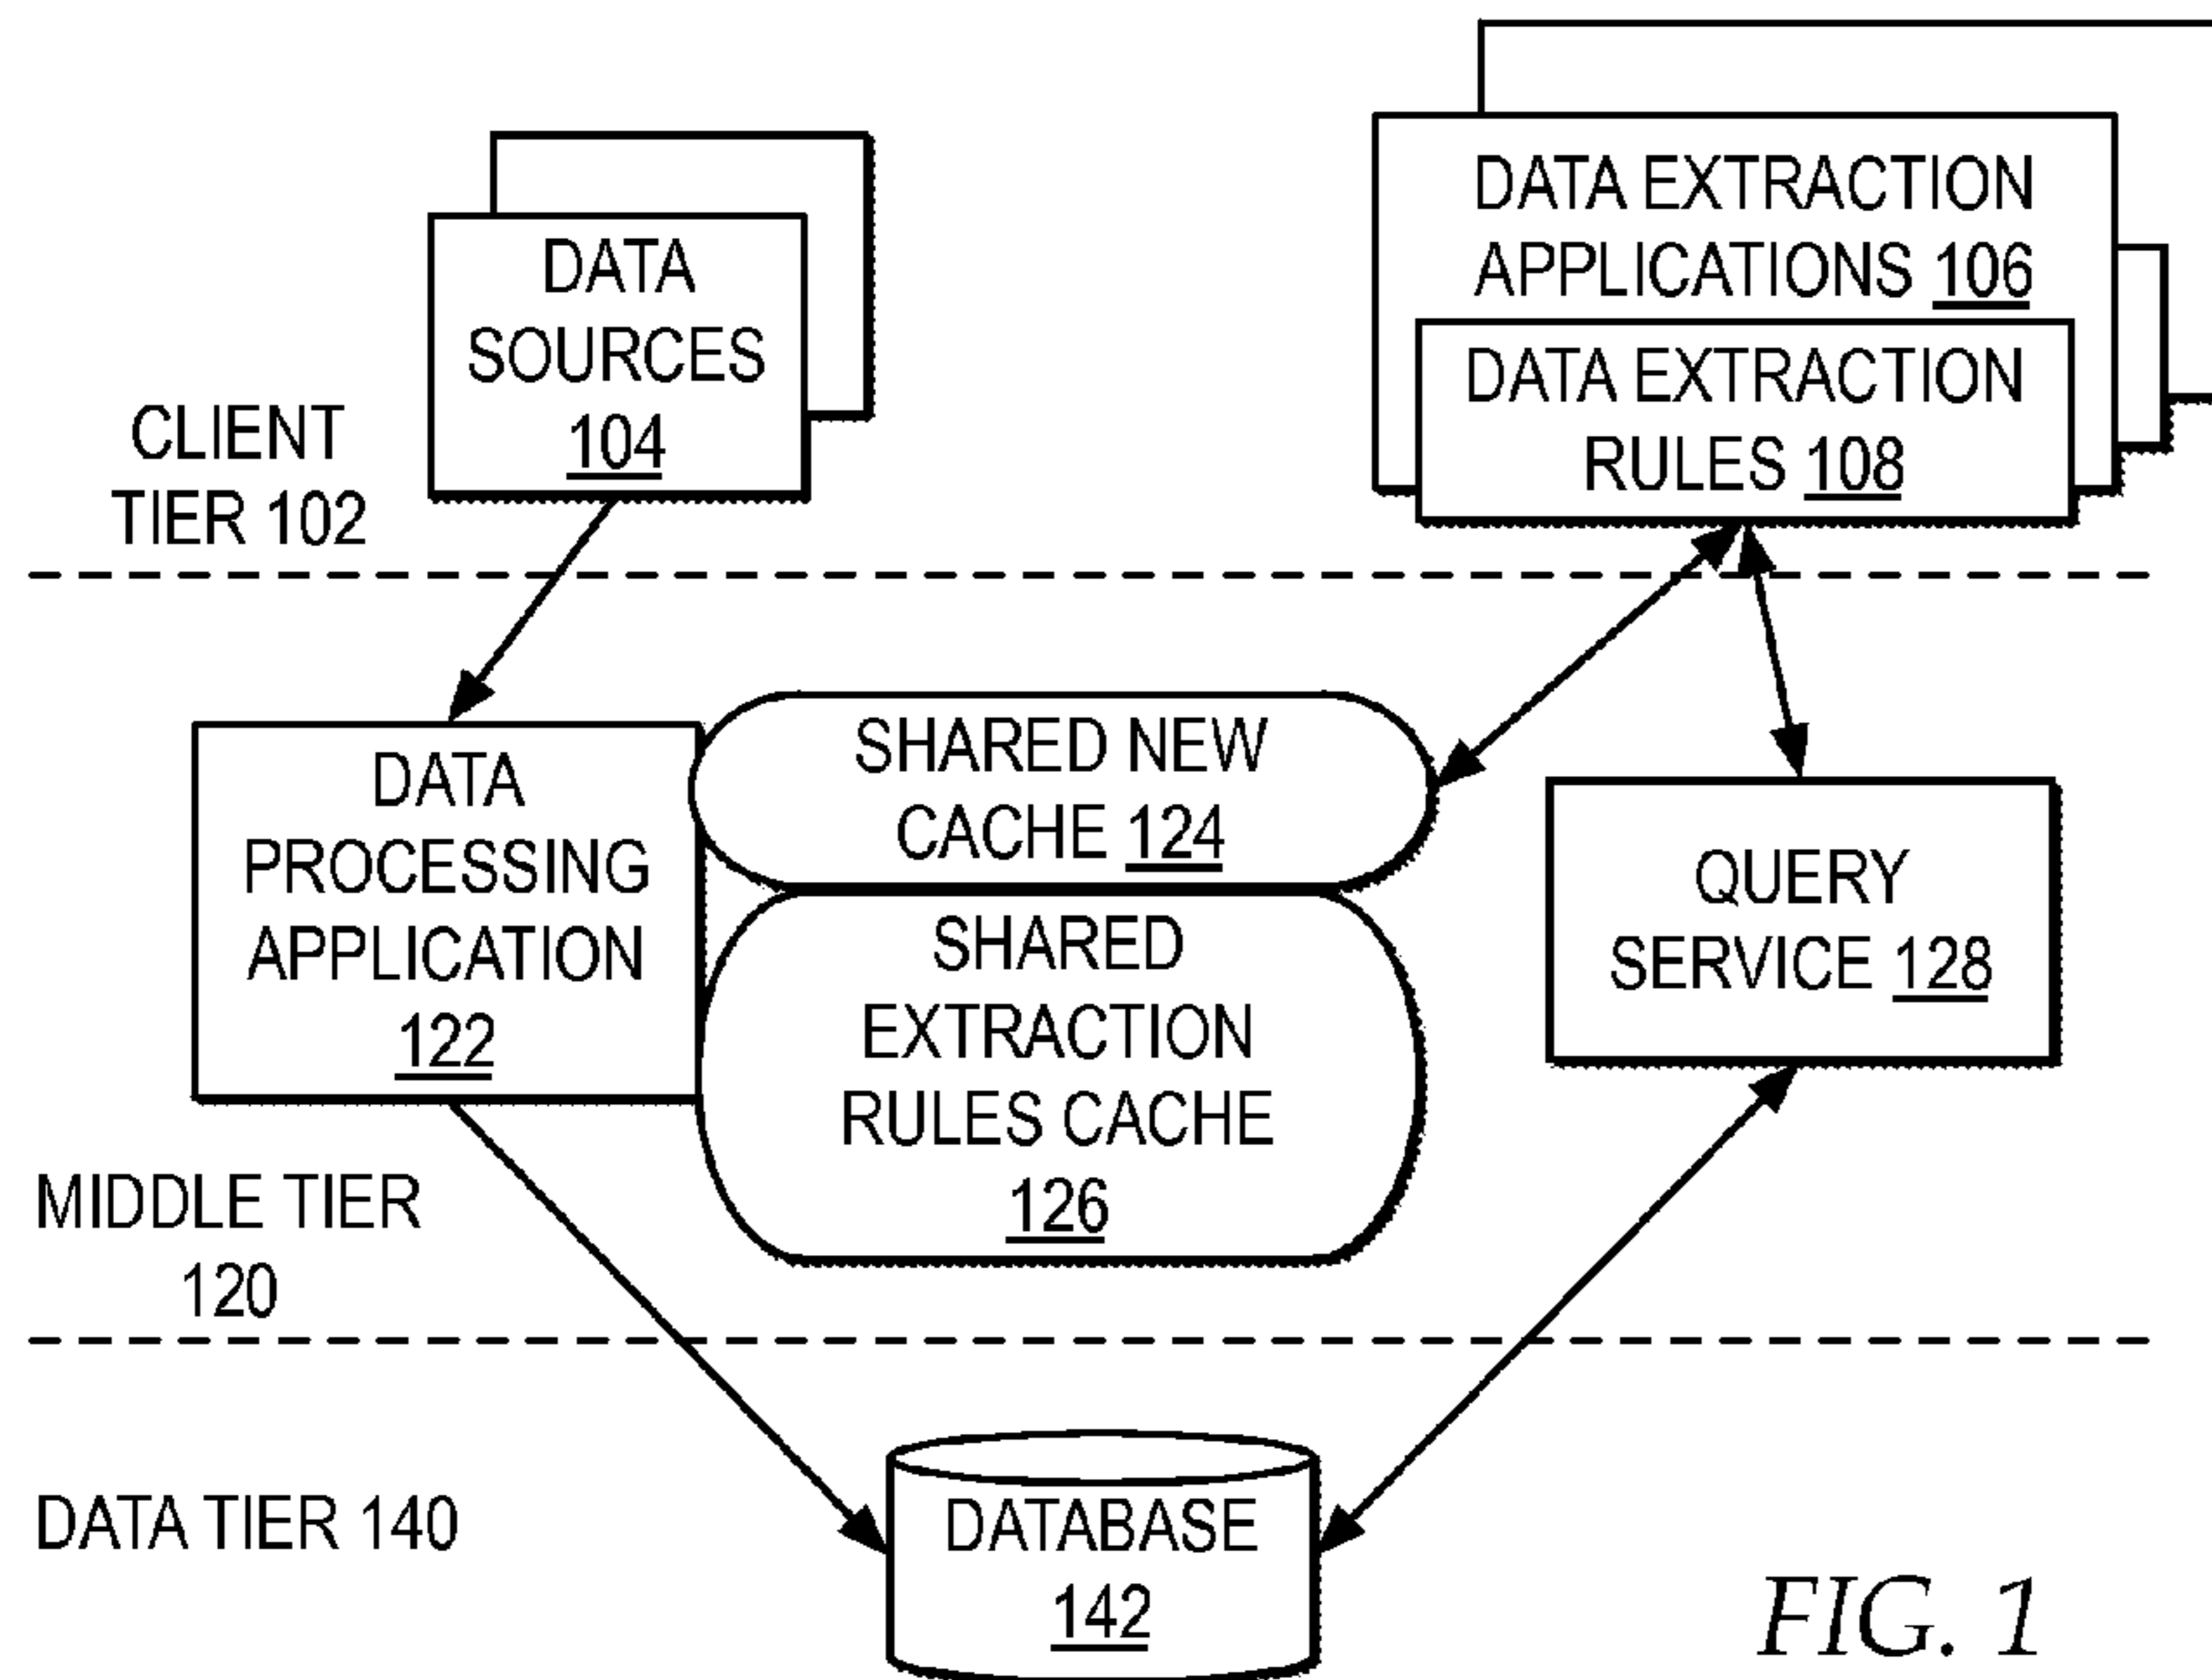 DATA
SOURCES
104
DATA EXTRACTION
APPLICATIONS 106
DATA EXTRACTION
RULES 108
CLIENT
TIER 102
DATA
PROCESSING
APPLICATION
122
SHARED NEW
CACHE 124
SHARED
EXTRACTION
RULES CACHE
126
QUERY
SERVICE 128
MIDDLE TIER
120
DATA TIER 140
DATABASE
142
FIG. 1